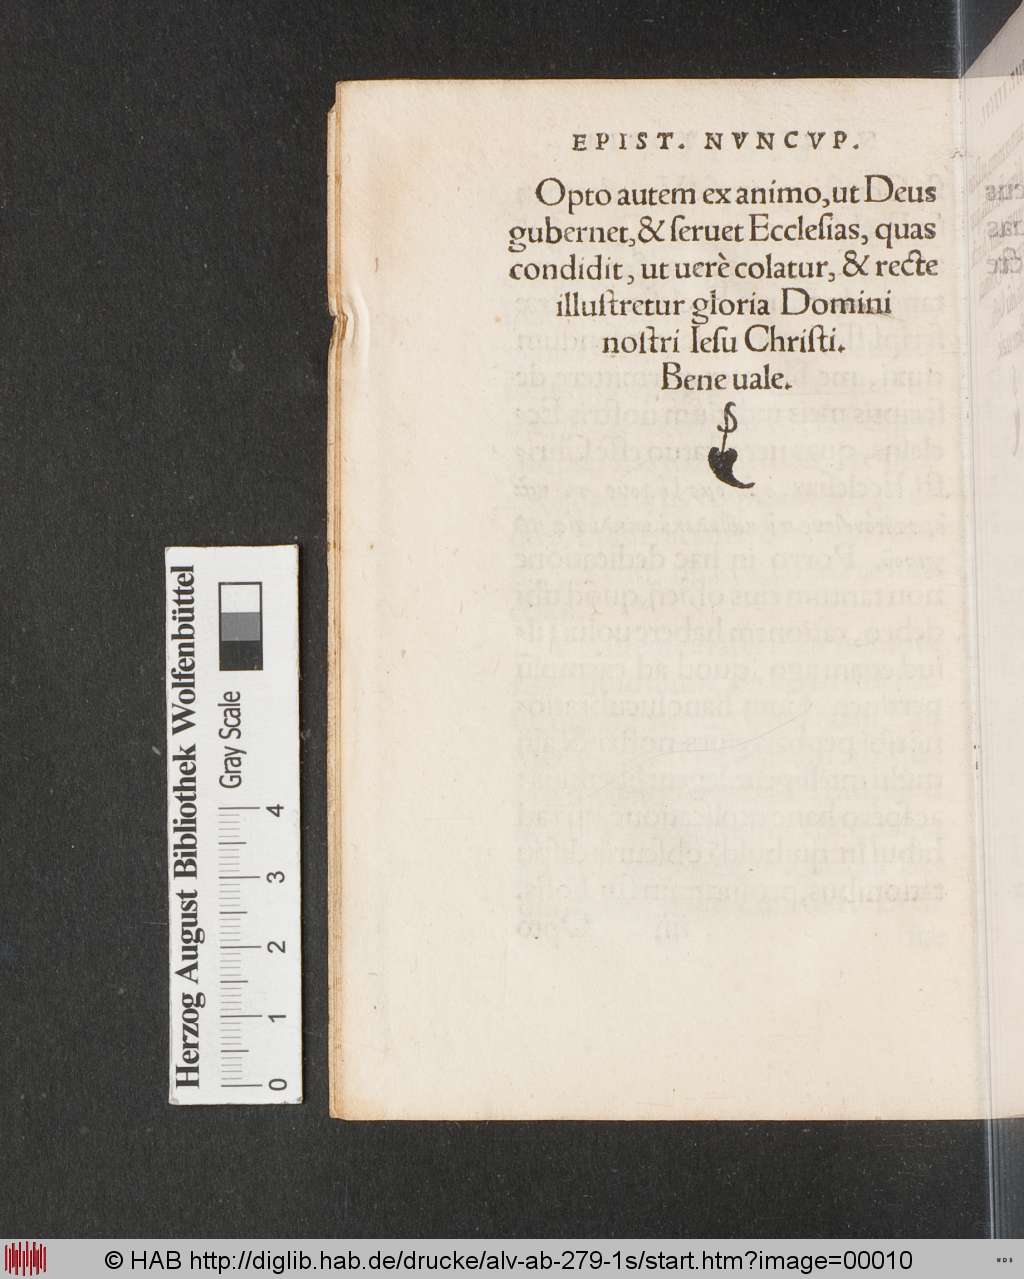 EPIST. NVNCVP.
Opto autem ex animo, ut Deus
gubernet, & ſeruet Eccleſias, quas
condidit, ut uerè colatur, & recte
illuſtretur gloria Domini
noſtri Ieſu Chriſti.
Bene uale.
Herzog August Bibliothek Wolfenbüttel
Gray Scale
0 1 2 3 4
© HAB http://diglib.hab.de/drucke/alv-ab-279-1s/start.htm?image=00010